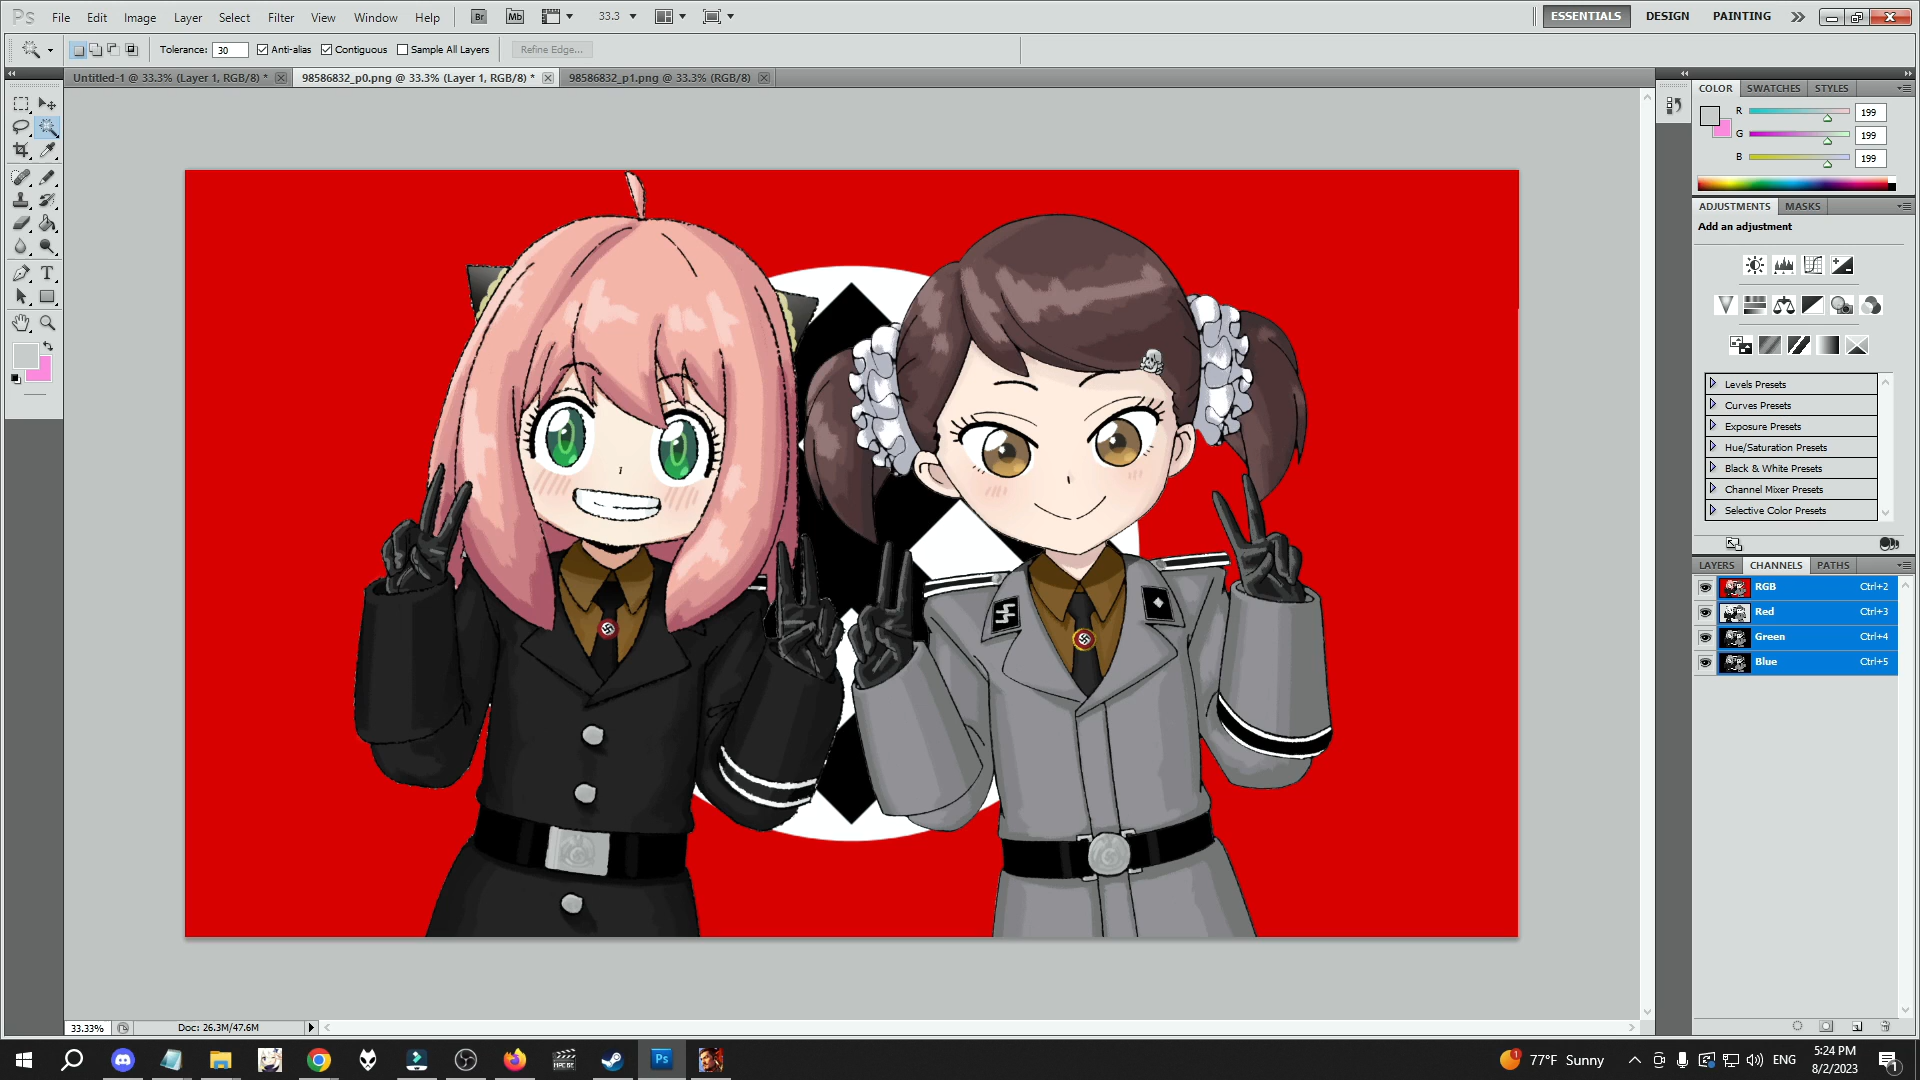 Ps File Edit Image Layer Select Filter View Window Help Br Mb 33.3 ESSENTIALS DESIGN PAINTING
Tolerance: 30 Anti-alias Contiguous Sample All Layers Refine Edge...
Untitled-1 @ 33.3% (Layer 1, RGB/8) * 98586832_p0.png @ 33.3% (Layer 1, RGB/8) * 98586832_p1.png @ 33.3% (RGB/8)
COLOR SWATCHES STYLES
R 199
G 199
B 199
ADJUSTMENTS MASKS
Add an adjustment
Levels Presets
Curves Presets
Exposure Presets
Hue/Saturation Presets
Black & White Presets
Channel Mixer Presets
Selective Color Presets
LAYERS CHANNELS PATHS
RGB Ctrl+2
Red Ctrl+3
Green Ctrl+4
Blue Ctrl+5
33.33% Doc: 26.3M/47.6M
Ps 77°F Sunny ENG 5:24 PM
8/2/2023